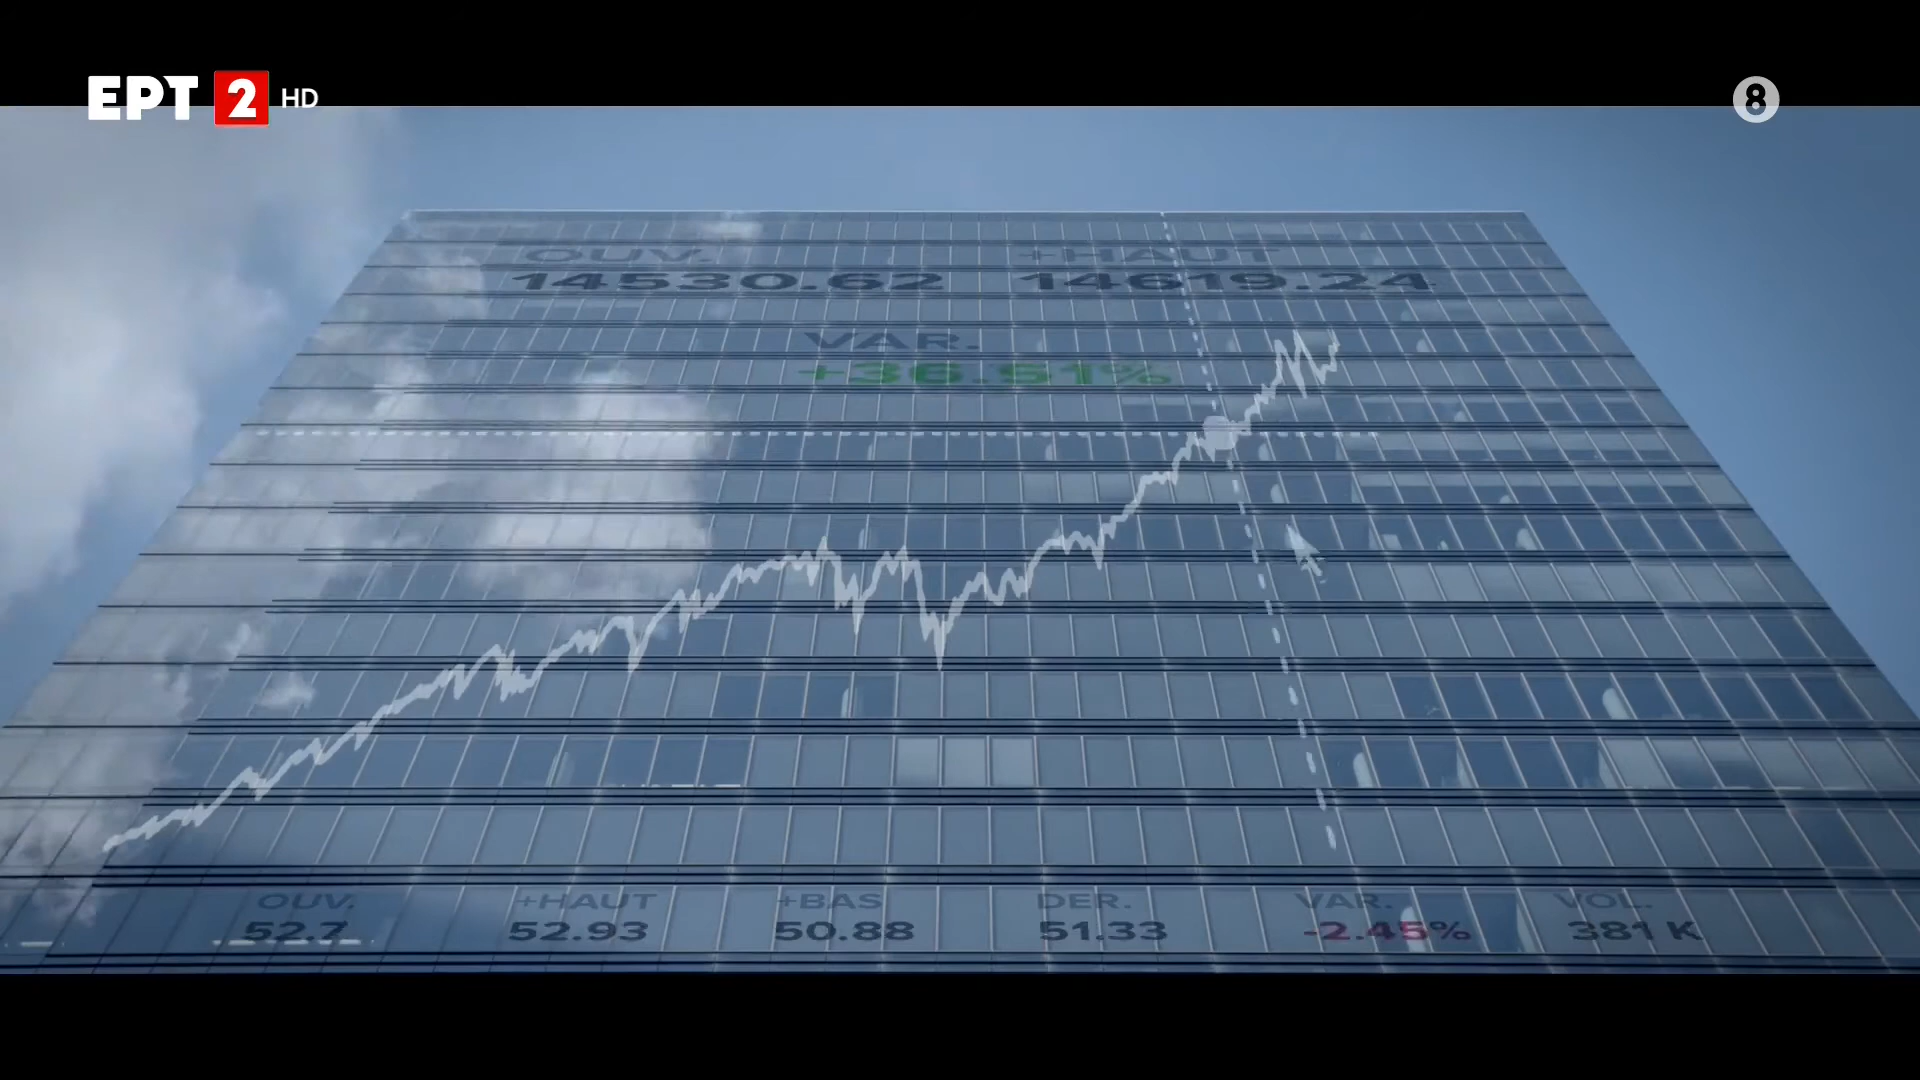 ΕΡΤ 2 HD
8
OUV. +HAUT
14530.62 14619.24
VAR.
+36.51%
OUV. +HAUT +BAS DER. VAR. VOL.
52.7 52.93 50.88 51.33 -2.45% 381 K